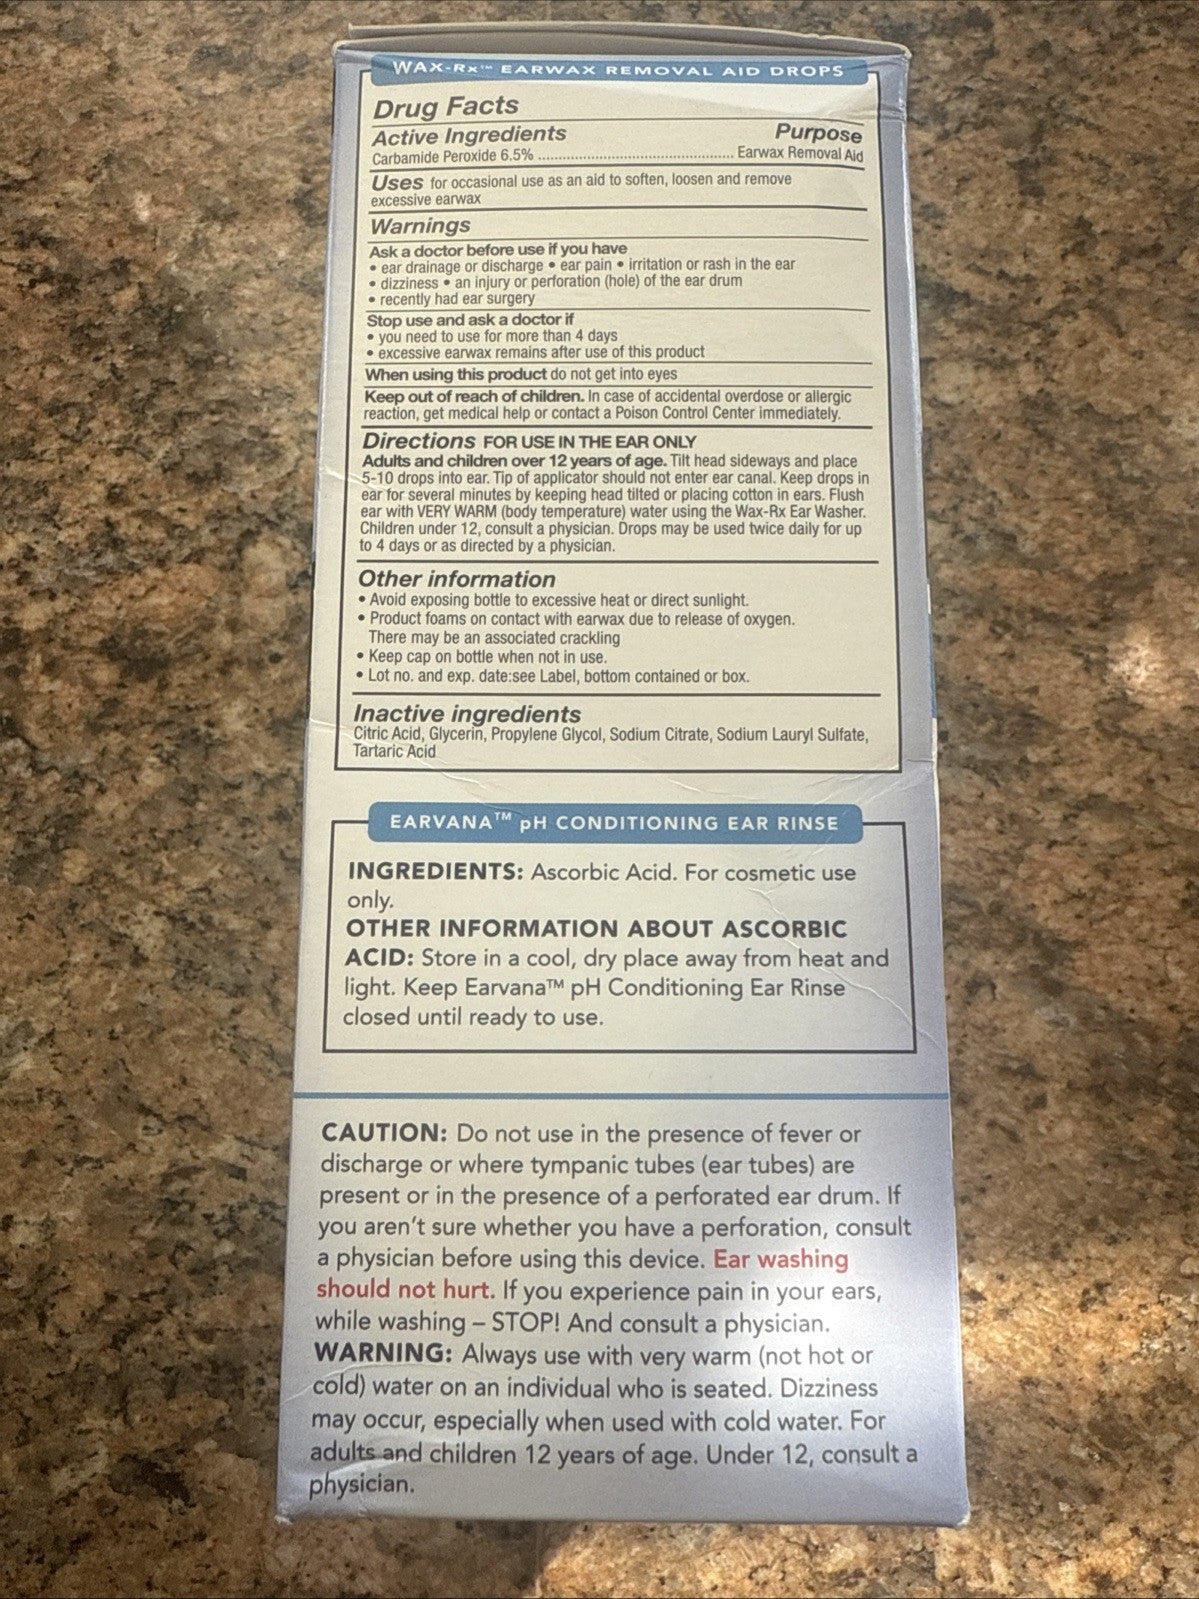 WAX-Rx™ EARWAX REMOVAL AID DROPS
Drug Facts
Active Ingredients Purpose
Carbamide Peroxide 6.5% ................................................ Earwax Removal Aid
Uses for occasional use as an aid to soften, loosen and remove
excessive earwax
Warnings
Ask a doctor before use if you have
• ear drainage or discharge • ear pain • irritation or rash in the ear
• dizziness • an injury or perforation (hole) of the ear drum
• recently had ear surgery
Stop use and ask a doctor if
• you need to use for more than 4 days
• excessive earwax remains after use of this product
When using this product do not get into eyes
Keep out of reach of children. In case of accidental overdose or allergic
reaction, get medical help or contact a Poison Control Center immediately.
Directions FOR USE IN THE EAR ONLY
Adults and children over 12 years of age. Tilt head sideways and place
5-10 drops into ear. Tip of applicator should not enter ear canal. Keep drops in
ear for several minutes by keeping head tilted or placing cotton in ears. Flush
ear with VERY WARM (body temperature) water using the Wax-Rx Ear Washer.
Children under 12, consult a physician. Drops may be used twice daily for up
to 4 days or as directed by a physician.
Other information
• Avoid exposing bottle to excessive heat or direct sunlight.
• Product foams on contact with earwax due to release of oxygen.
There may be an associated crackling
• Keep cap on bottle when not in use.
• Lot no. and exp. date:see Label, bottom contained or box.
Inactive ingredients
Citric Acid, Glycerin, Propylene Glycol, Sodium Citrate, Sodium Lauryl Sulfate,
Tartaric Acid
EARVANA™ pH CONDITIONING EAR RINSE
INGREDIENTS: Ascorbic Acid. For cosmetic use
only.
OTHER INFORMATION ABOUT ASCORBIC
ACID: Store in a cool, dry place away from heat and
light. Keep Earvana™ pH Conditioning Ear Rinse
closed until ready to use.
CAUTION: Do not use in the presence of fever or
discharge or where tympanic tubes (ear tubes) are
present or in the presence of a perforated ear drum. If
you aren't sure whether you have a perforation, consult
a physician before using this device. Ear washing
should not hurt. If you experience pain in your ears,
while washing – STOP! And consult a physician.
WARNING: Always use with very warm (not hot or
cold) water on an individual who is seated. Dizziness
may occur, especially when used with cold water. For
adults and children 12 years of age. Under 12, consult a
physician.